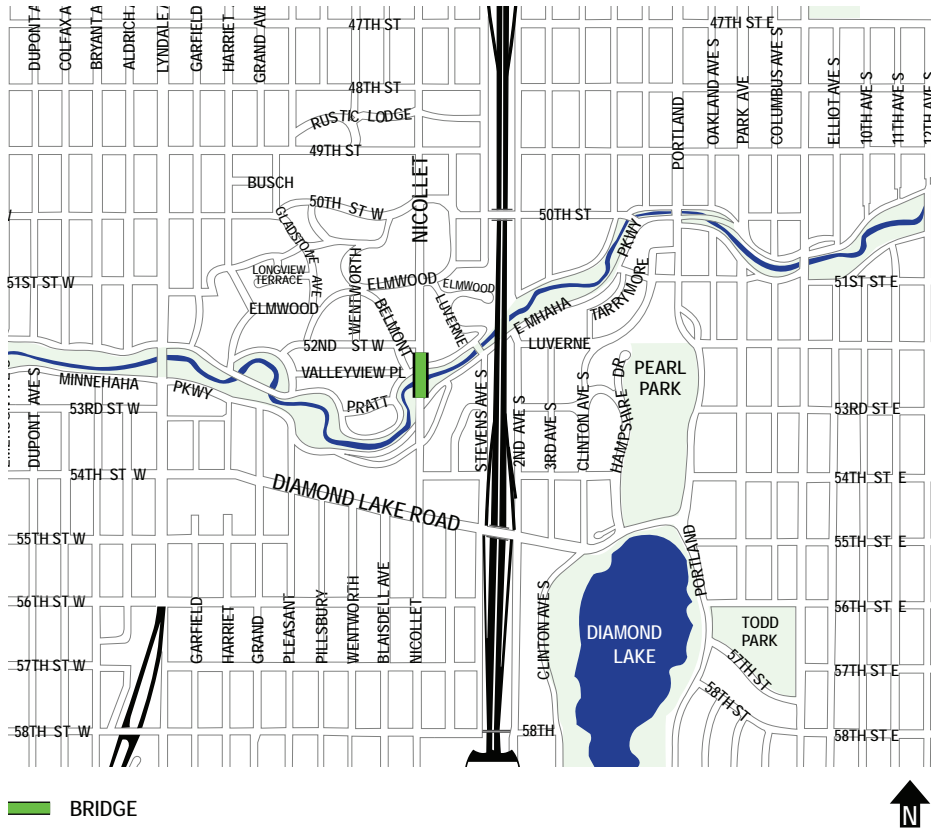 47TH ST
47TH ST E
DUPONT A
COLFAX A
BRYANT A
ALDRICH A
LYNDALE A
GARFIELD
HARRIET
GRAND AVE
48TH ST
RUSTIC LODGE
49TH ST
NICOLLET
PORTLAND
OAKLAND AVE S
PARK AVE
COLUMBUS AVE S
ELLIOT AVE S
10TH AVE S
11TH AVE S
12TH AVE S
BUSCH
50TH ST W
50TH ST
GLADSTONE AVE
LONGVIEW
TERRACE
51ST ST W
ELMWOOD
ELMWOOD
ELMWOOD
WENTWORTH
BELMONT
LUVERNE
PKWY
E MHAHA
TARRYMORE
51ST ST E
52ND ST W
LUVERNE
VALLEYVIEW PL
PEARL
PARK
MINNEHAHA
PKWY
DUPONT AVE S
53RD ST W
PRATT
STEVENS AVE S
2ND AVE S
3RD AVE S
CLINTON AVE S
HAMPSHIRE DR
53RD ST E
54TH ST W
54TH ST E
DIAMOND LAKE ROAD
55TH ST W
55TH ST E
PORTLAND
56TH ST W
56TH ST E
GARFIELD
HARRIET
GRAND
PLEASANT
PILLSBURY
WENTWORTH
BLAISDELL AVE
NICOLLET
CLINTON AVE S
DIAMOND
LAKE
TODD
PARK
57TH ST W
57TH ST
57TH ST E
58TH ST
58TH ST W
58TH
58TH ST E
BRIDGE
N